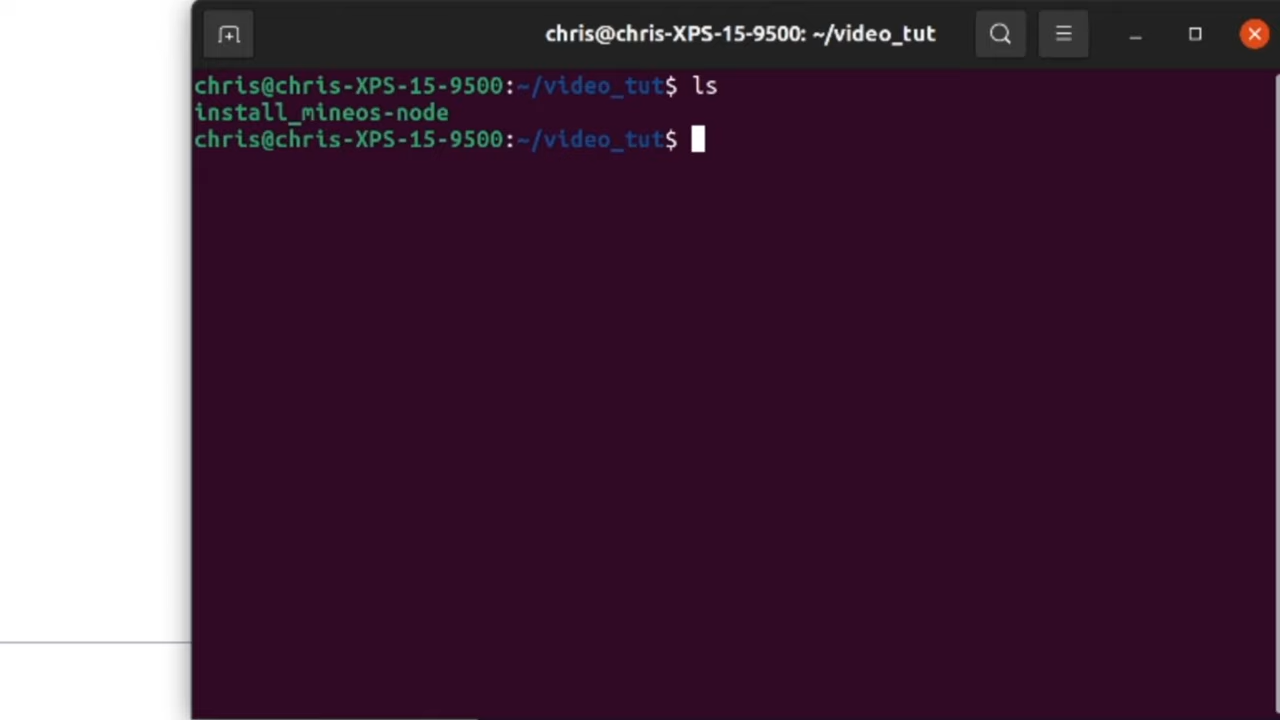 chris@chris-XPS-15-9500: ~/video_tut
chris@chris-XPS-15-9500:~/video_tut$ ls
install_mineos-node
chris@chris-XPS-15-9500:~/video_tut$